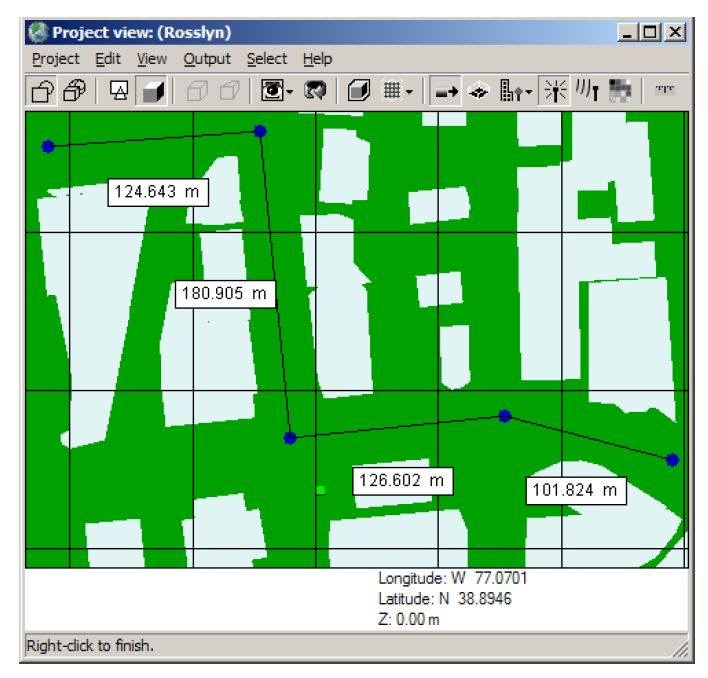 Project view: (Rosslyn)
Project Edit View Output Select Help
124.643 m
180.905 m
126.602 m
101.824 m
Longitude: W 77.0701
Latitude: N 38.8946
Z: 0.00 m
Right-click to finish.